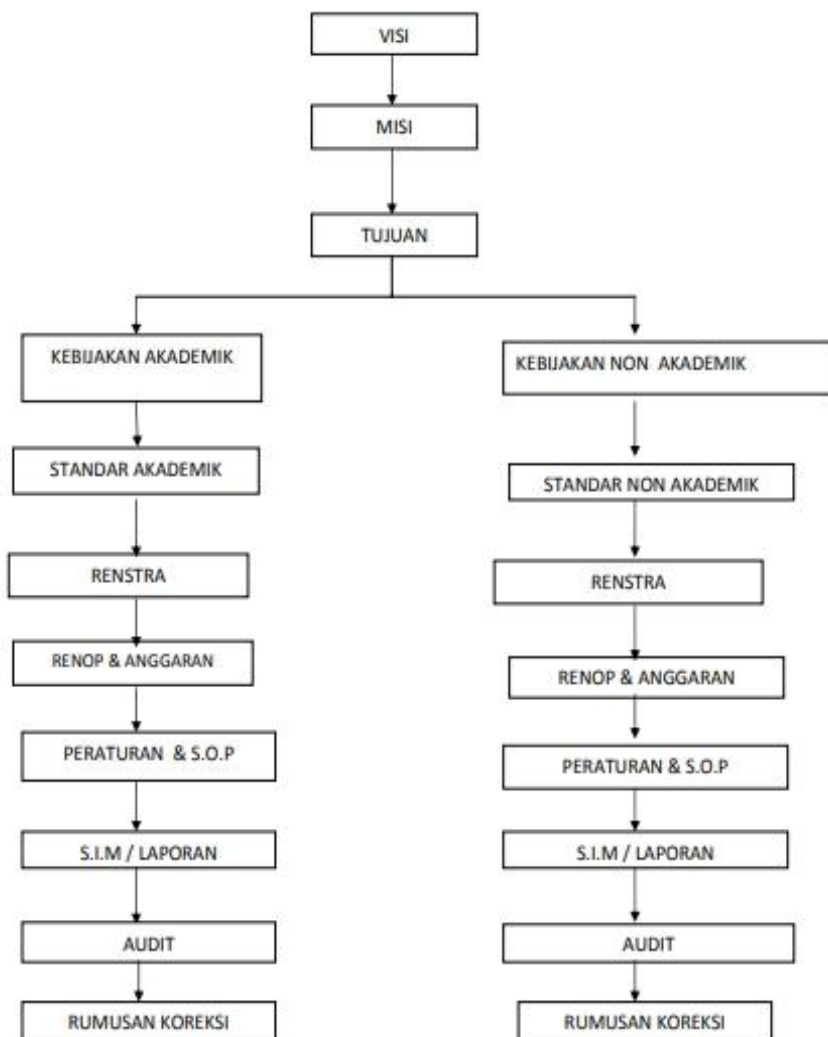 VISI
MISI
TUJUAN
KEBIJAKAN AKADEMIK
STANDAR AKADEMIK
RENSTRA
RENOP & ANGGARAN
PERATURAN & S.O.P
S.I.M / LAPORAN
AUDIT
RUMUSAN KOREKSI
KEBIJAKAN NON AKADEMIK
STANDAR NON AKADEMIK
RENSTRA
RENOP & ANGGARAN
PERATURAN & S.O.P
S.I.M / LAPORAN
AUDIT
RUMUSAN KOREKSI